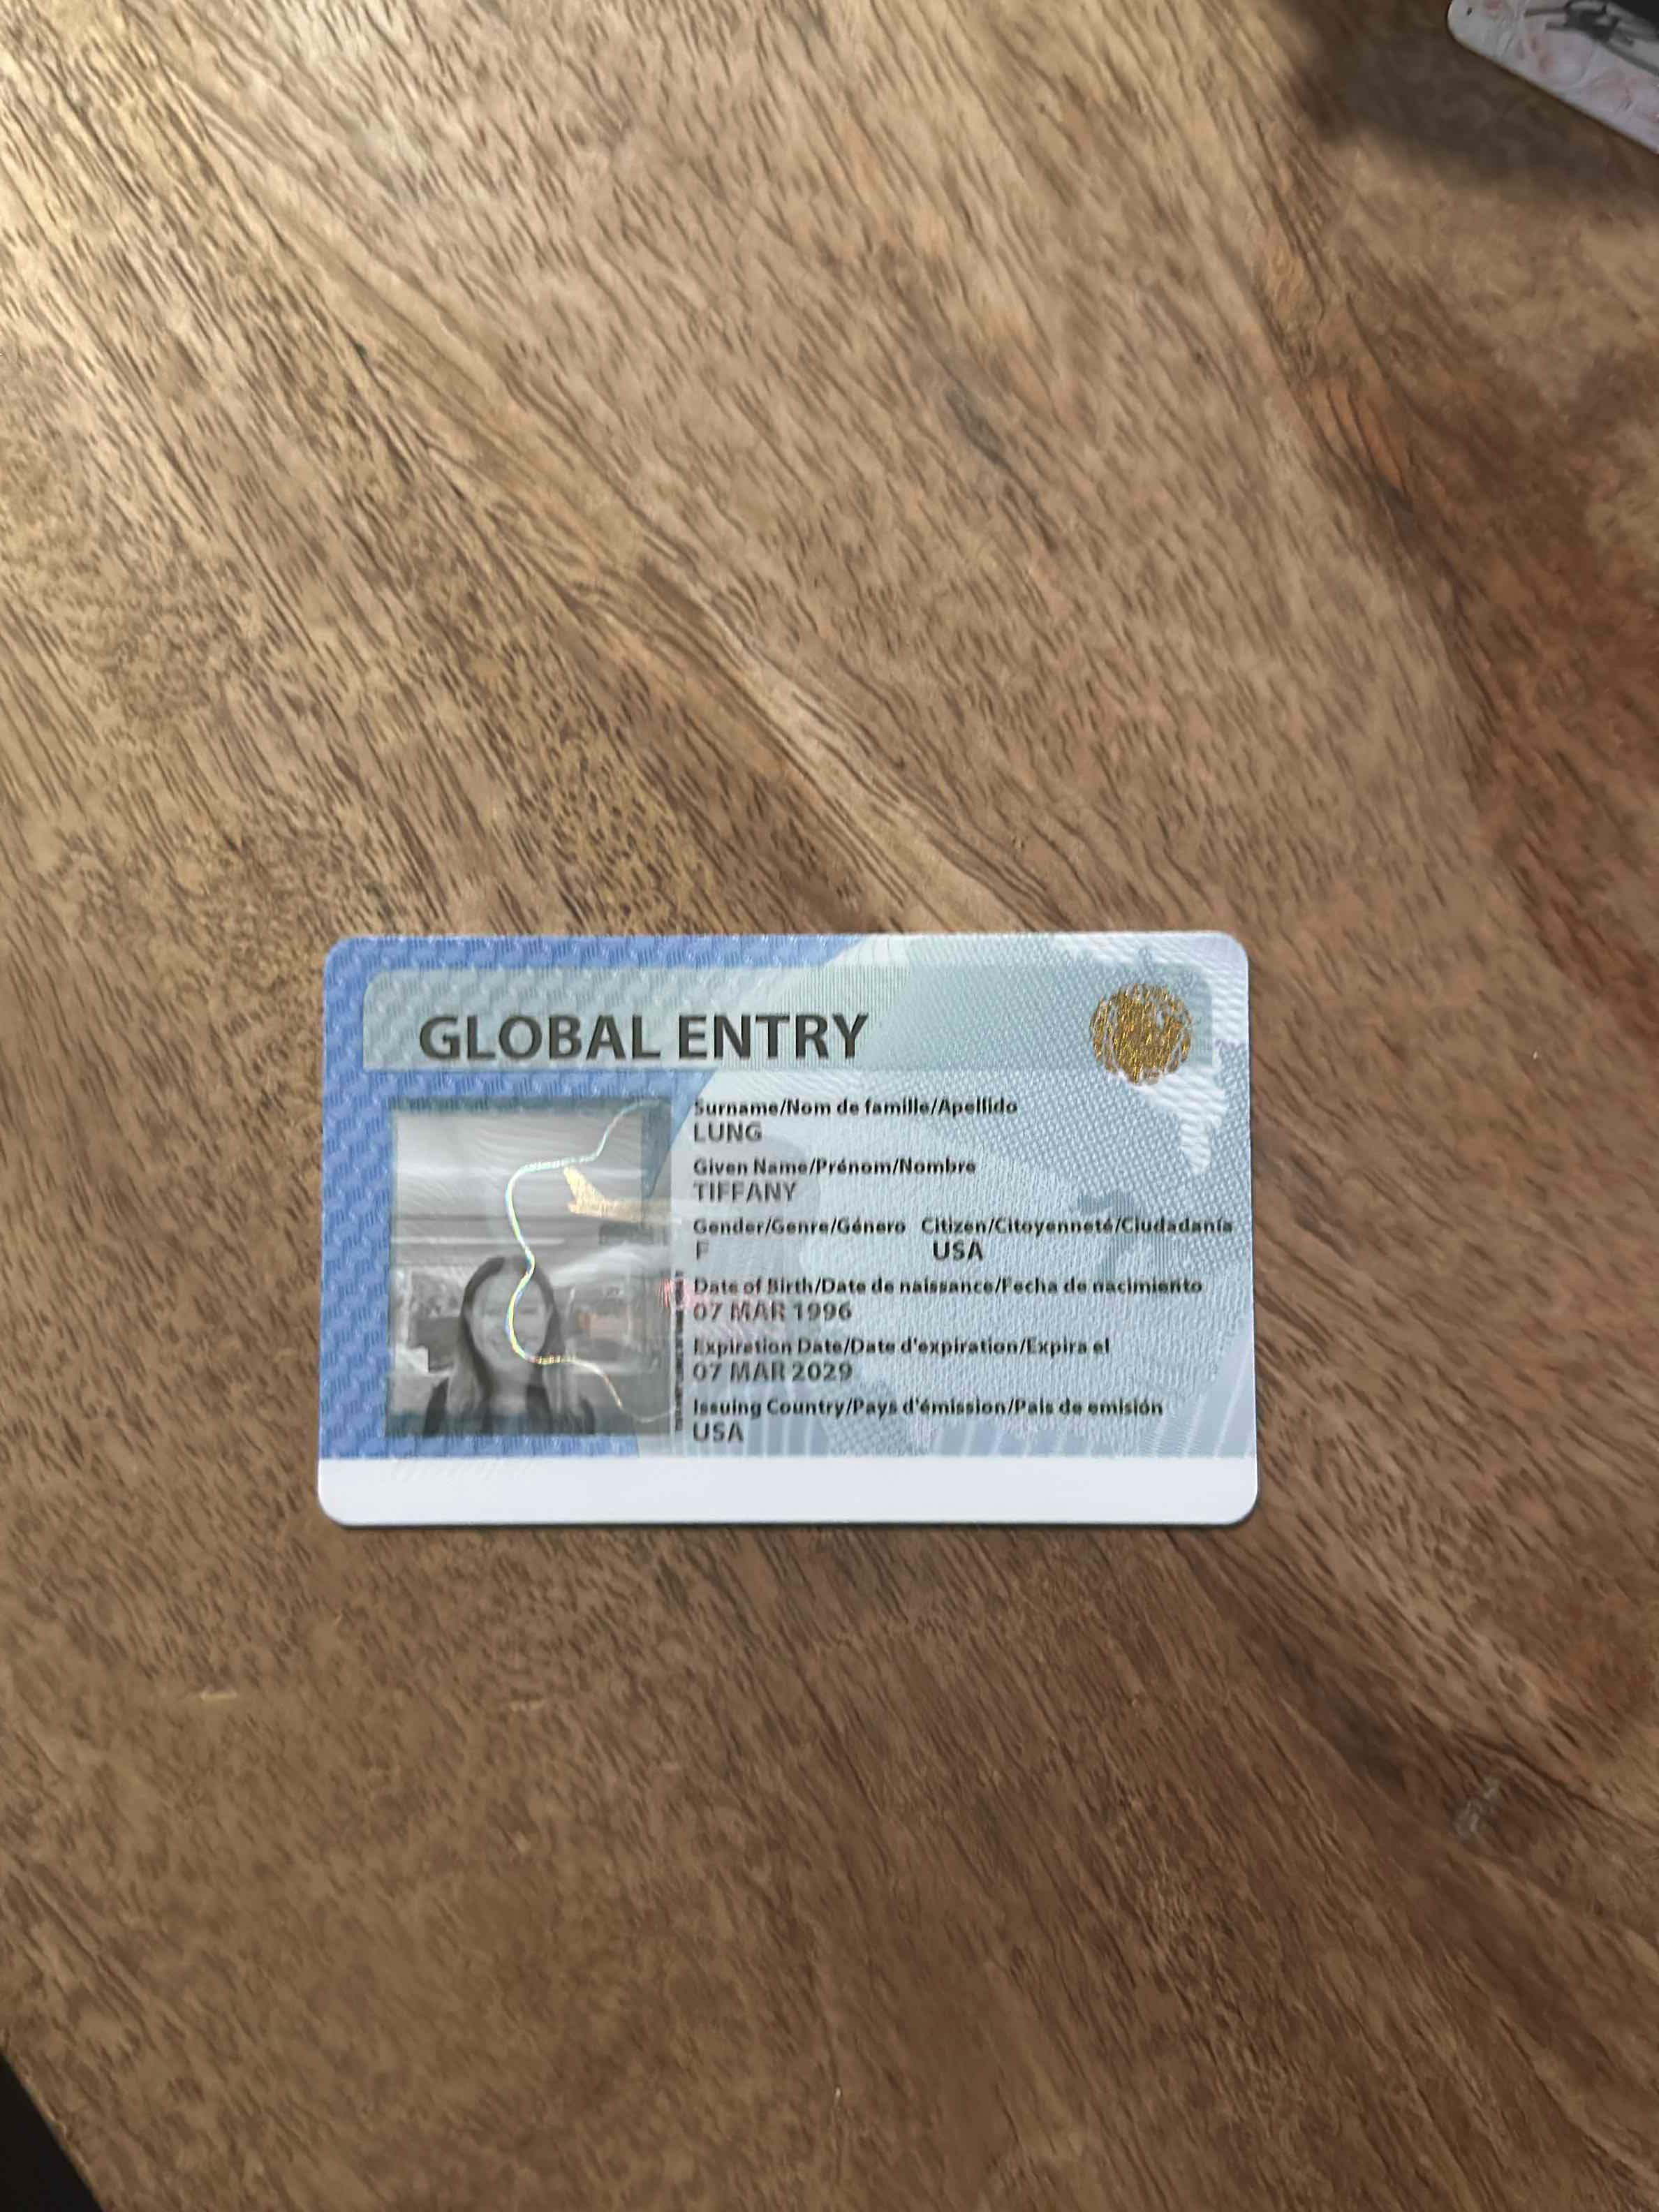 GLOBAL ENTRY
Surname/Nom de famille/Apellido
LUNG
Given Name/Prénom/Nombre
TIFFANY
Gender/Genre/Género Citizen/Citoyenneté/Ciudadanía
F USA
Date of Birth/Date de naissance/Fecha de nacimiento
07 MAR 1996
Expiration Date/Date d'expiration/Expira el
07 MAR 2029
Issuing Country/Pays d'émission/País de emisión
USA